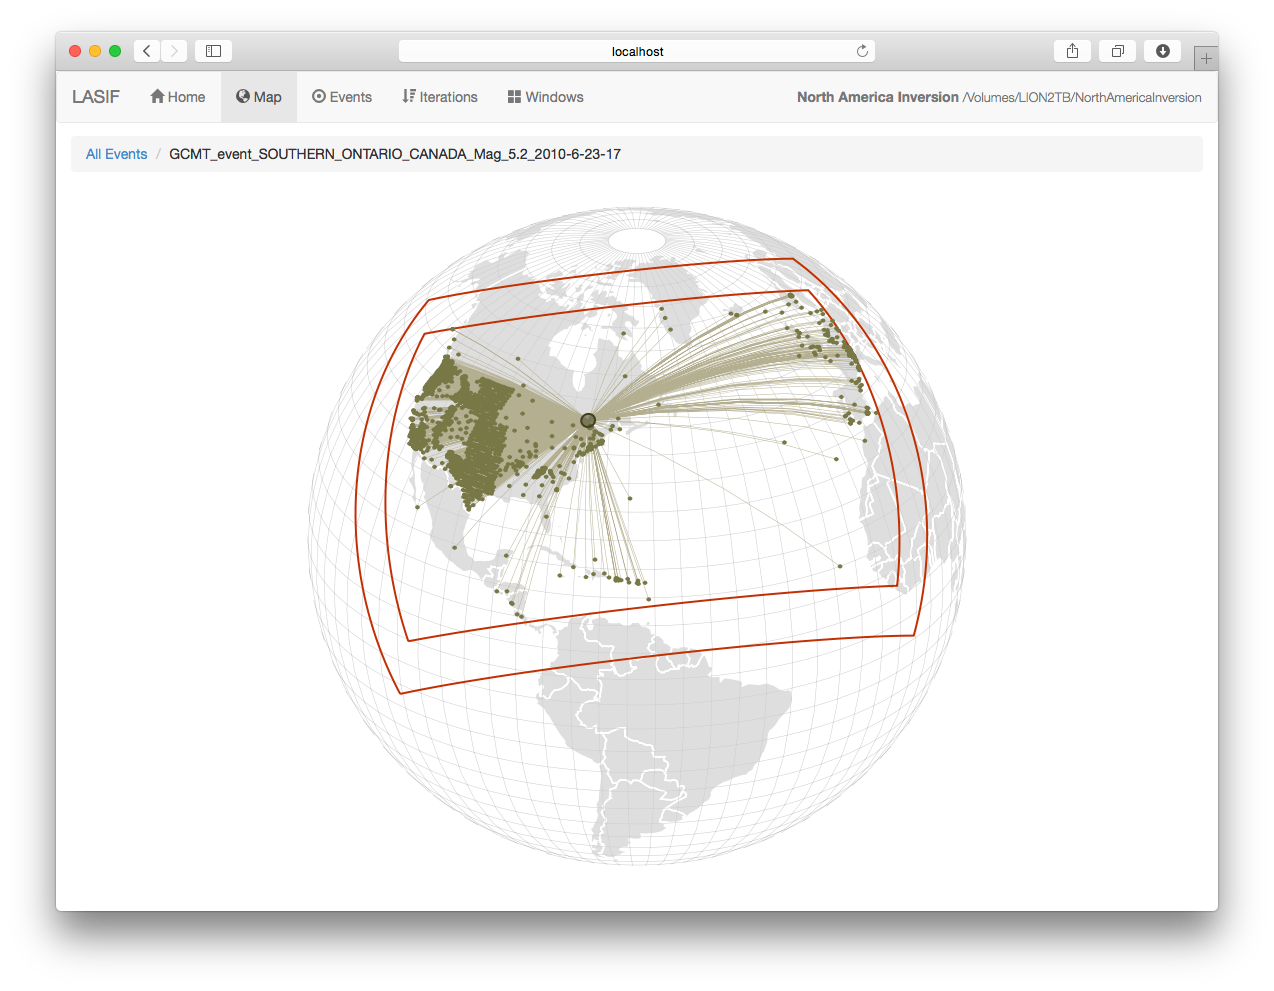 localhost
LASIF Home Map Events Iterations Windows North America Inversion /Volumes/LION2TB/NorthAmericaInversion
All Events / GCMT_event_SOUTHERN_ONTARIO_CANADA_Mag_5.2_2010-6-23-17